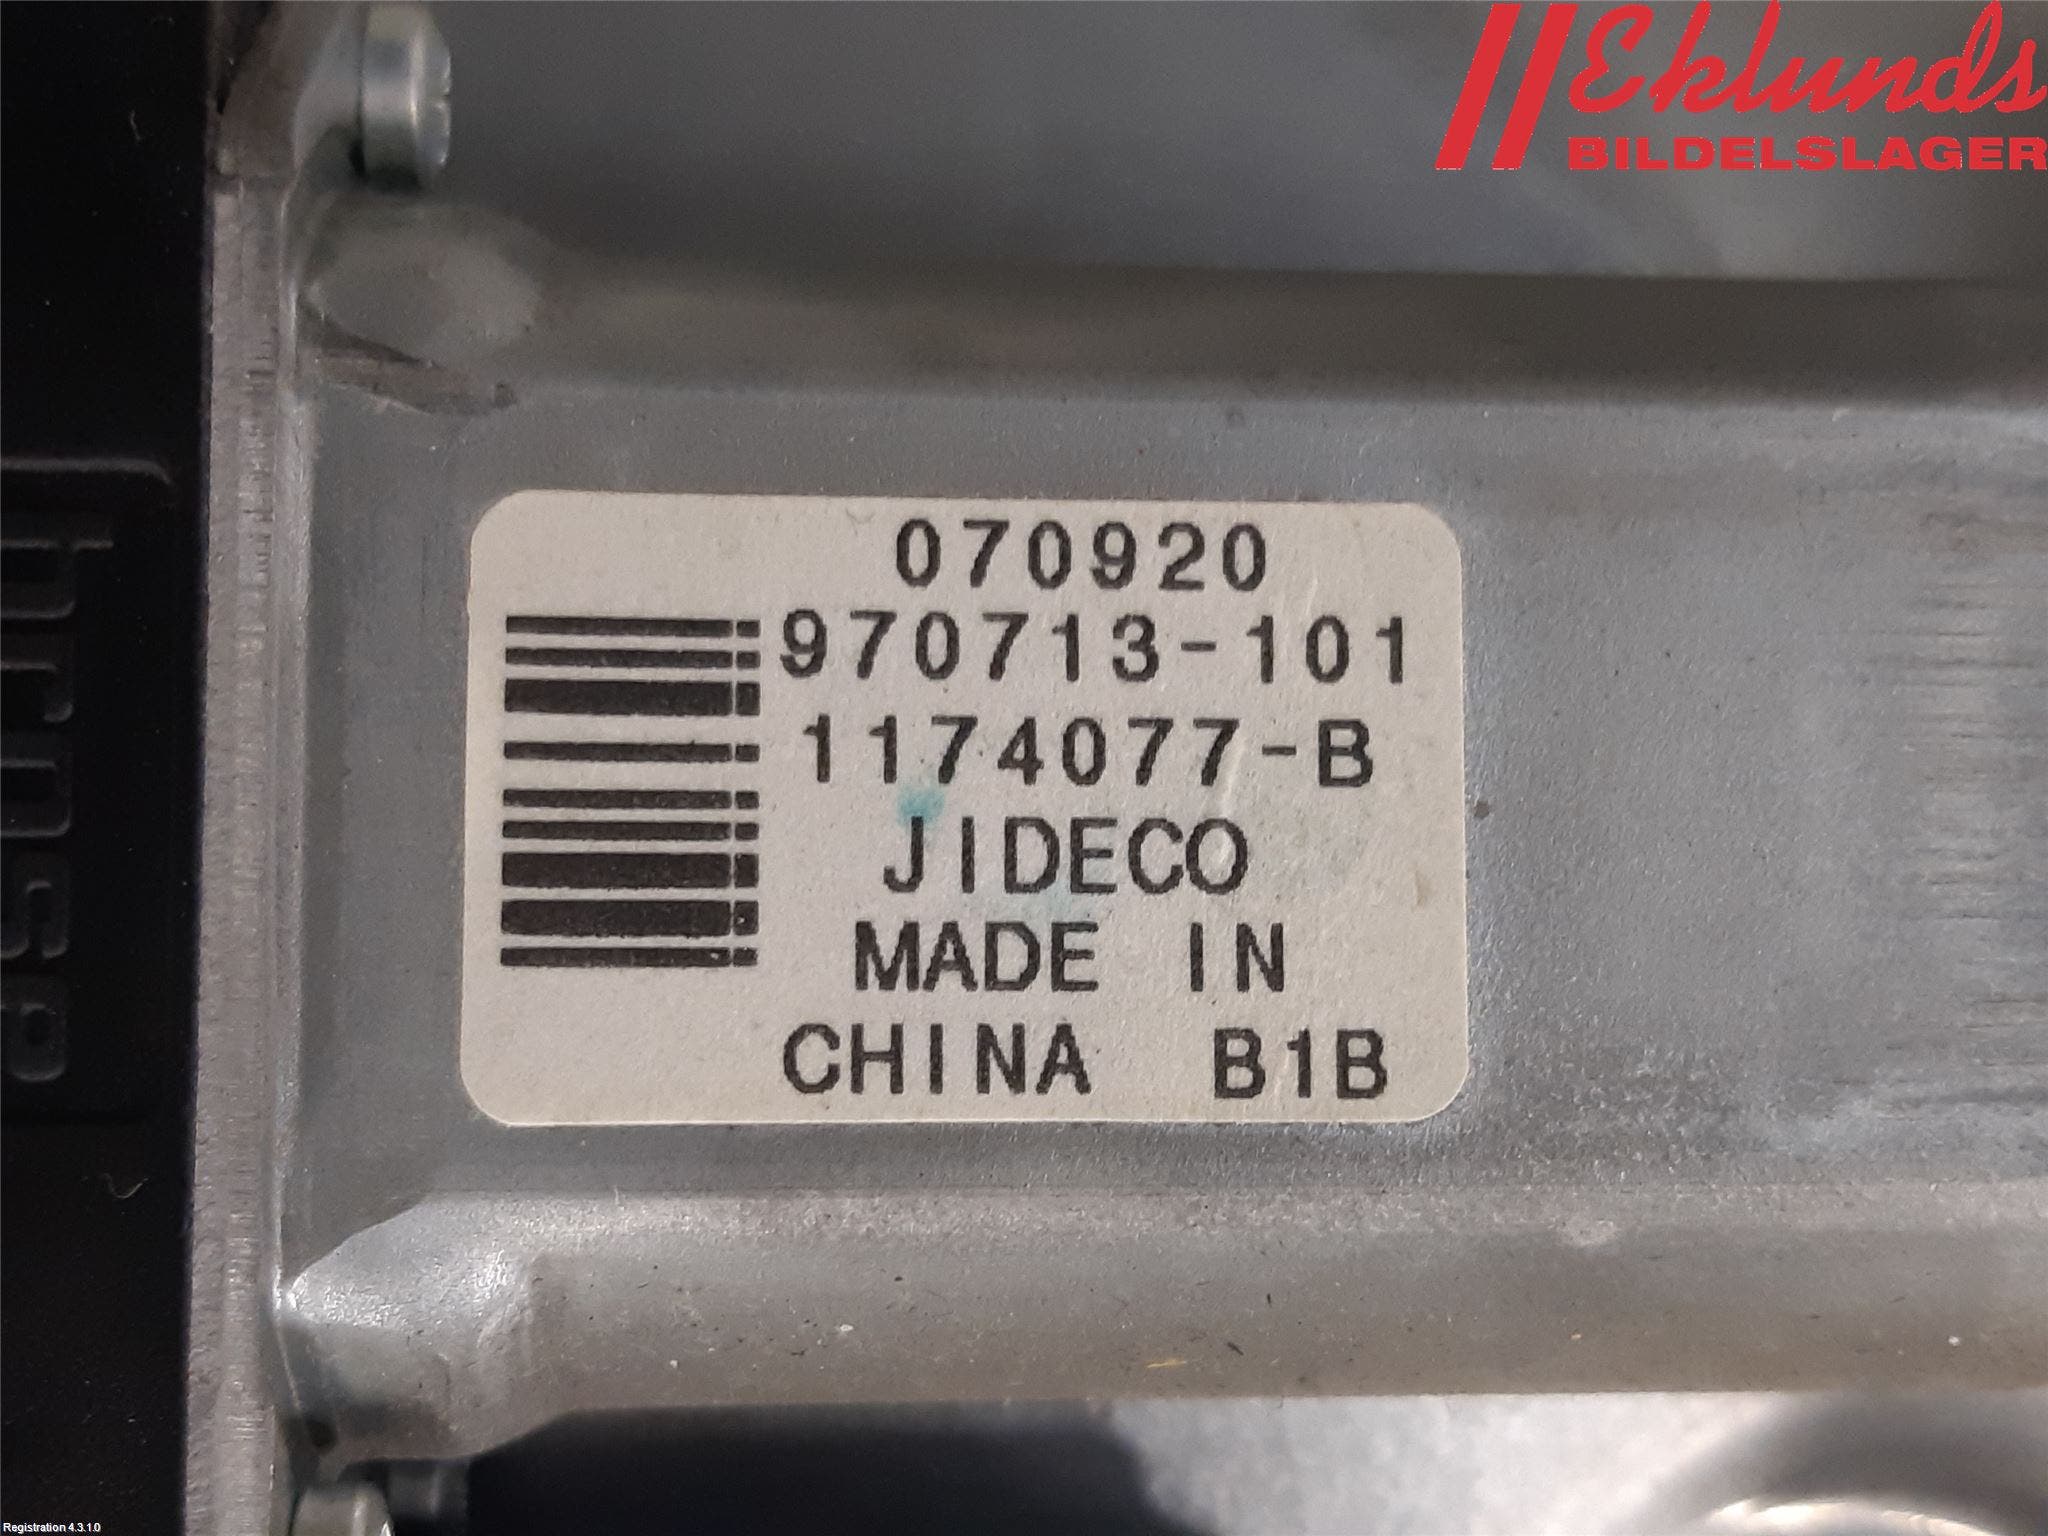 Eklunds
BILDELSLAGER
070920
970713-101
1174077-B
JIDECO
MADE IN
CHINA B1B
Registration 4.3.1.0